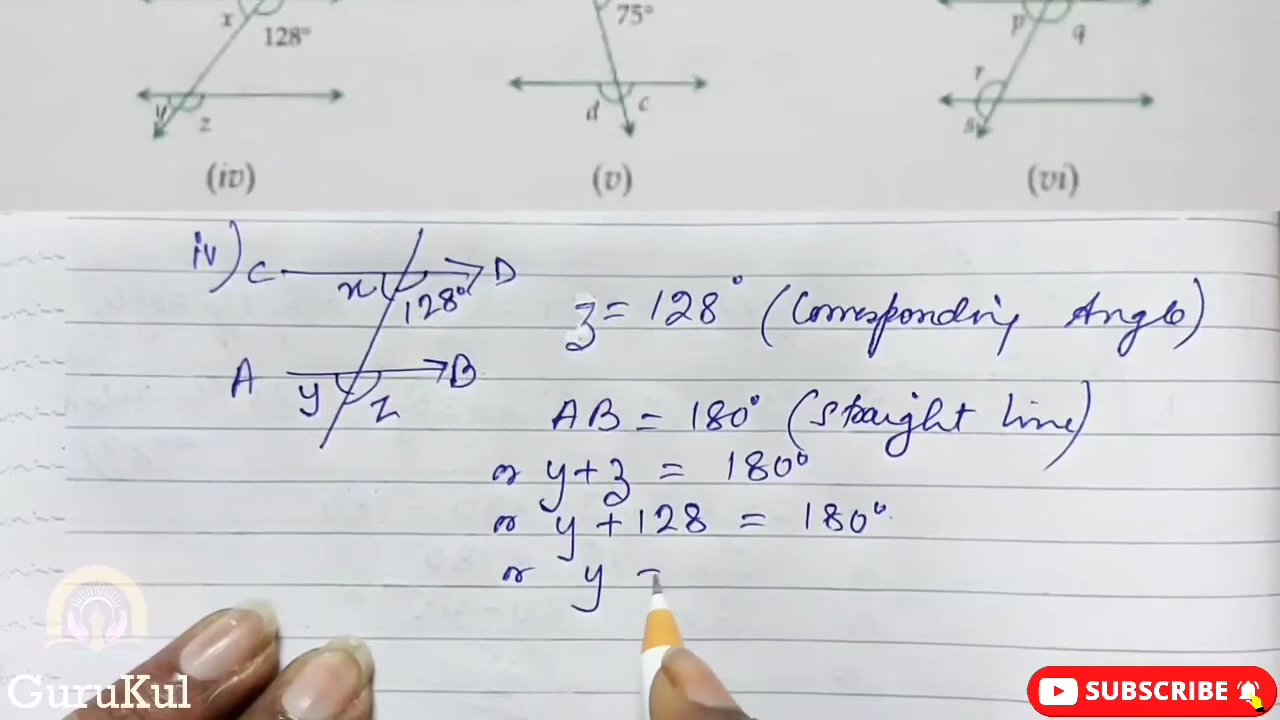 x 128°
75°
p q
y z
d c
r
s
(iv) (v) (vi)
iv) C D
x 128°
z = 128° (Corresponding Angle)
A B
y z
AB = 180° (straight line)
or y + z = 180°
or y + 128 = 180°
or y =
GuruKul
SUBSCRIBE